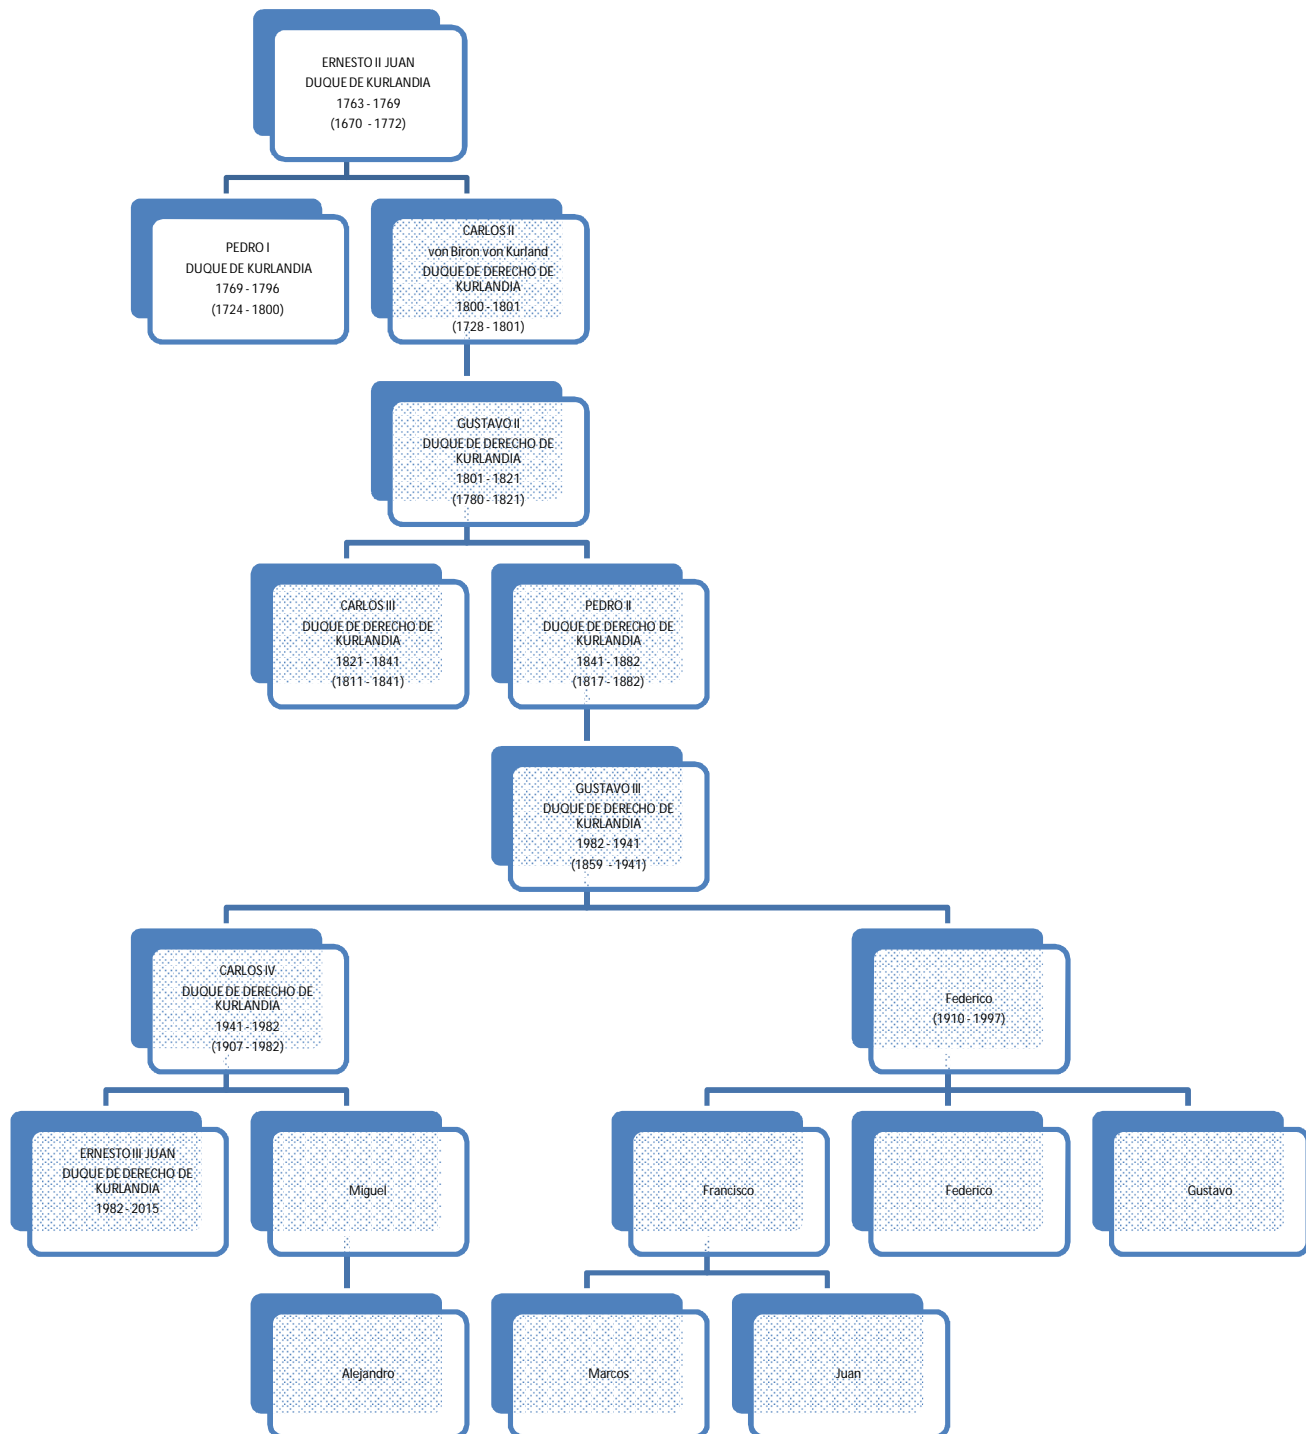 ERNESTO II JUAN
DUQUE DE KURLANDIA
1763 - 1769
(1670 - 1772)
PEDRO I
DUQUE DE KURLANDIA
1769 - 1796
(1724 - 1800)
CARLOS II
von Biron von Kurland
DUQUE DE DERECHO DE
KURLANDIA
1800 - 1801
(1728 - 1801)
GUSTAVO II
DUQUE DE DERECHO DE
KURLANDIA
1801 - 1821
(1780 - 1821)
CARLOS III
DUQUE DE DERECHO DE
KURLANDIA
1821 - 1841
(1811 - 1841)
PEDRO II
DUQUE DE DERECHO DE
KURLANDIA
1841 - 1882
(1817 - 1882)
GUSTAVO III
DUQUE DE DERECHO DE
KURLANDIA
1982 - 1941
(1859 - 1941)
CARLOS IV
DUQUE DE DERECHO DE
KURLANDIA
1941 - 1982
(1907 - 1982)
Federico
(1910 - 1997)
ERNESTO III JUAN
DUQUE DE DERECHO DE
KURLANDIA
1982 - 2015
Miguel
Francisco
Federico
Gustavo
Alejandro
Marcos
Juan